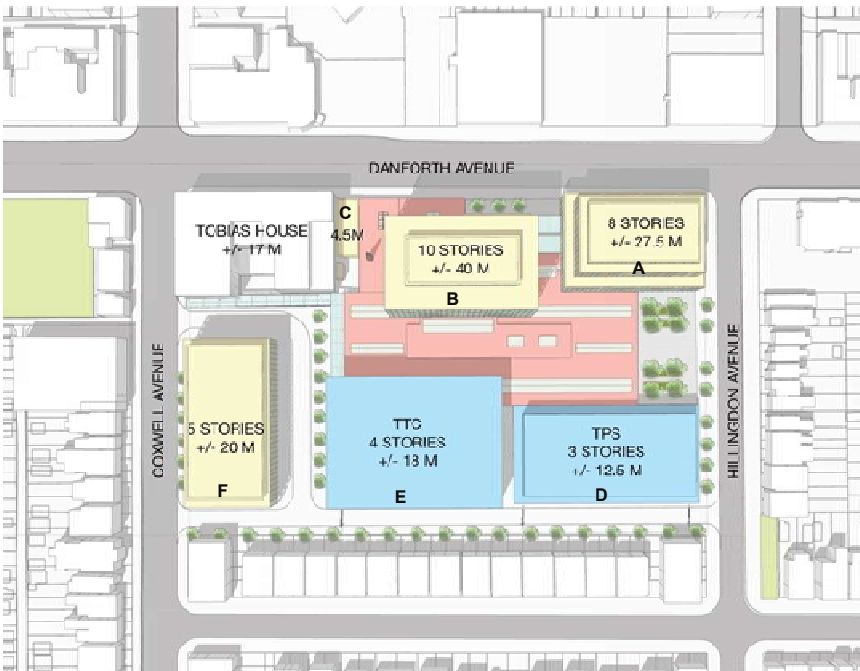 DANFORTH AVENUE
TOBIAS HOUSE
+/- 17 M
C
4.5M
10 STORIES
+/- 40 M
B
8 STORIES
+/- 27.5 M
A
COXWELL AVENUE
HILLINGDON AVENUE
5 STORIES
+/- 20 M
F
TTC
4 STORIES
+/- 18 M
E
TPS
3 STORIES
+/- 12.5 M
D